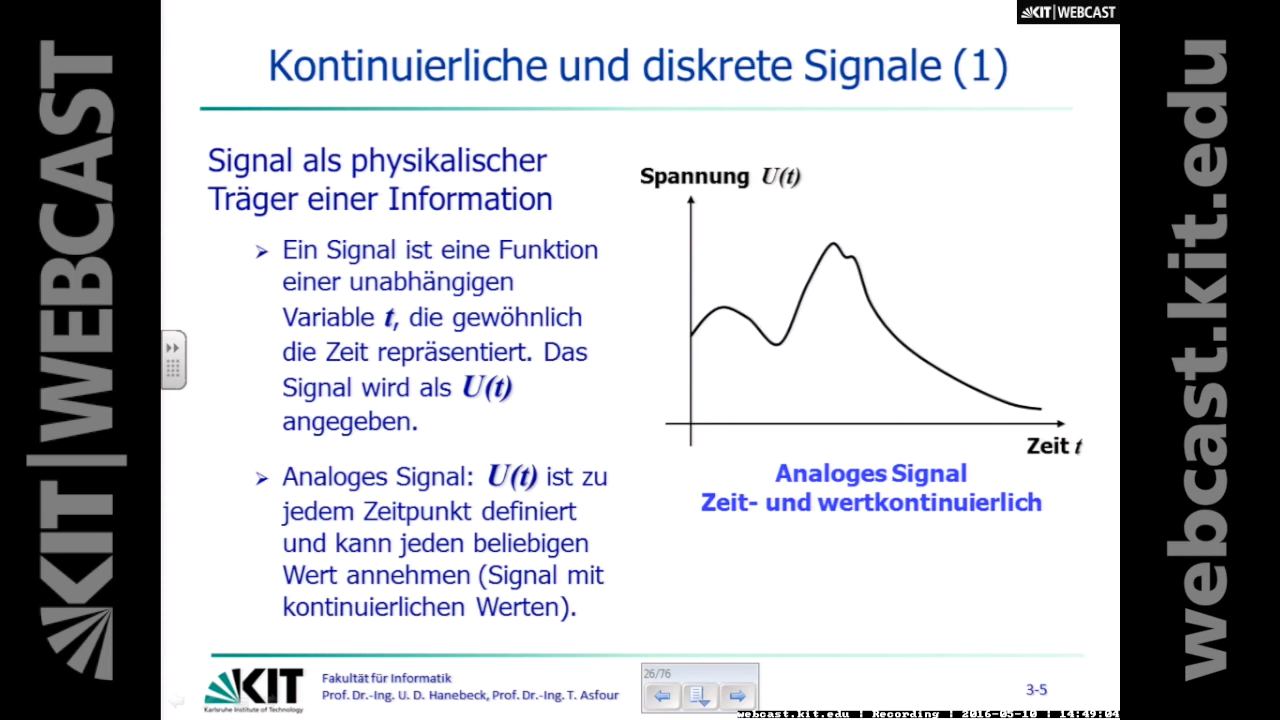 KIT|WEBCAST
Kontinuierliche und diskrete Signale (1)
Signal als physikalischer
Träger einer Information
Ein Signal ist eine Funktion
einer unabhängigen
Variable t, die gewöhnlich
die Zeit repräsentiert. Das
Signal wird als U(t)
angegeben.
Analoges Signal: U(t) ist zu
jedem Zeitpunkt definiert
und kann jeden beliebigen
Wert annehmen (Signal mit
kontinuierlichen Werten).
Spannung U(t)
Zeit t
Analoges Signal
Zeit- und wertkontinuierlich
KIT
Karlsruhe Institute of Technology
Fakultät für Informatik
Prof. Dr.-Ing. U. D. Hanebeck, Prof. Dr.-Ing. T. Asfour
26/76
3-5
webcast.kit.edu | Recording | 2016-05-10 | 14:49:04
KIT|WEBCAST
webcast.kit.edu